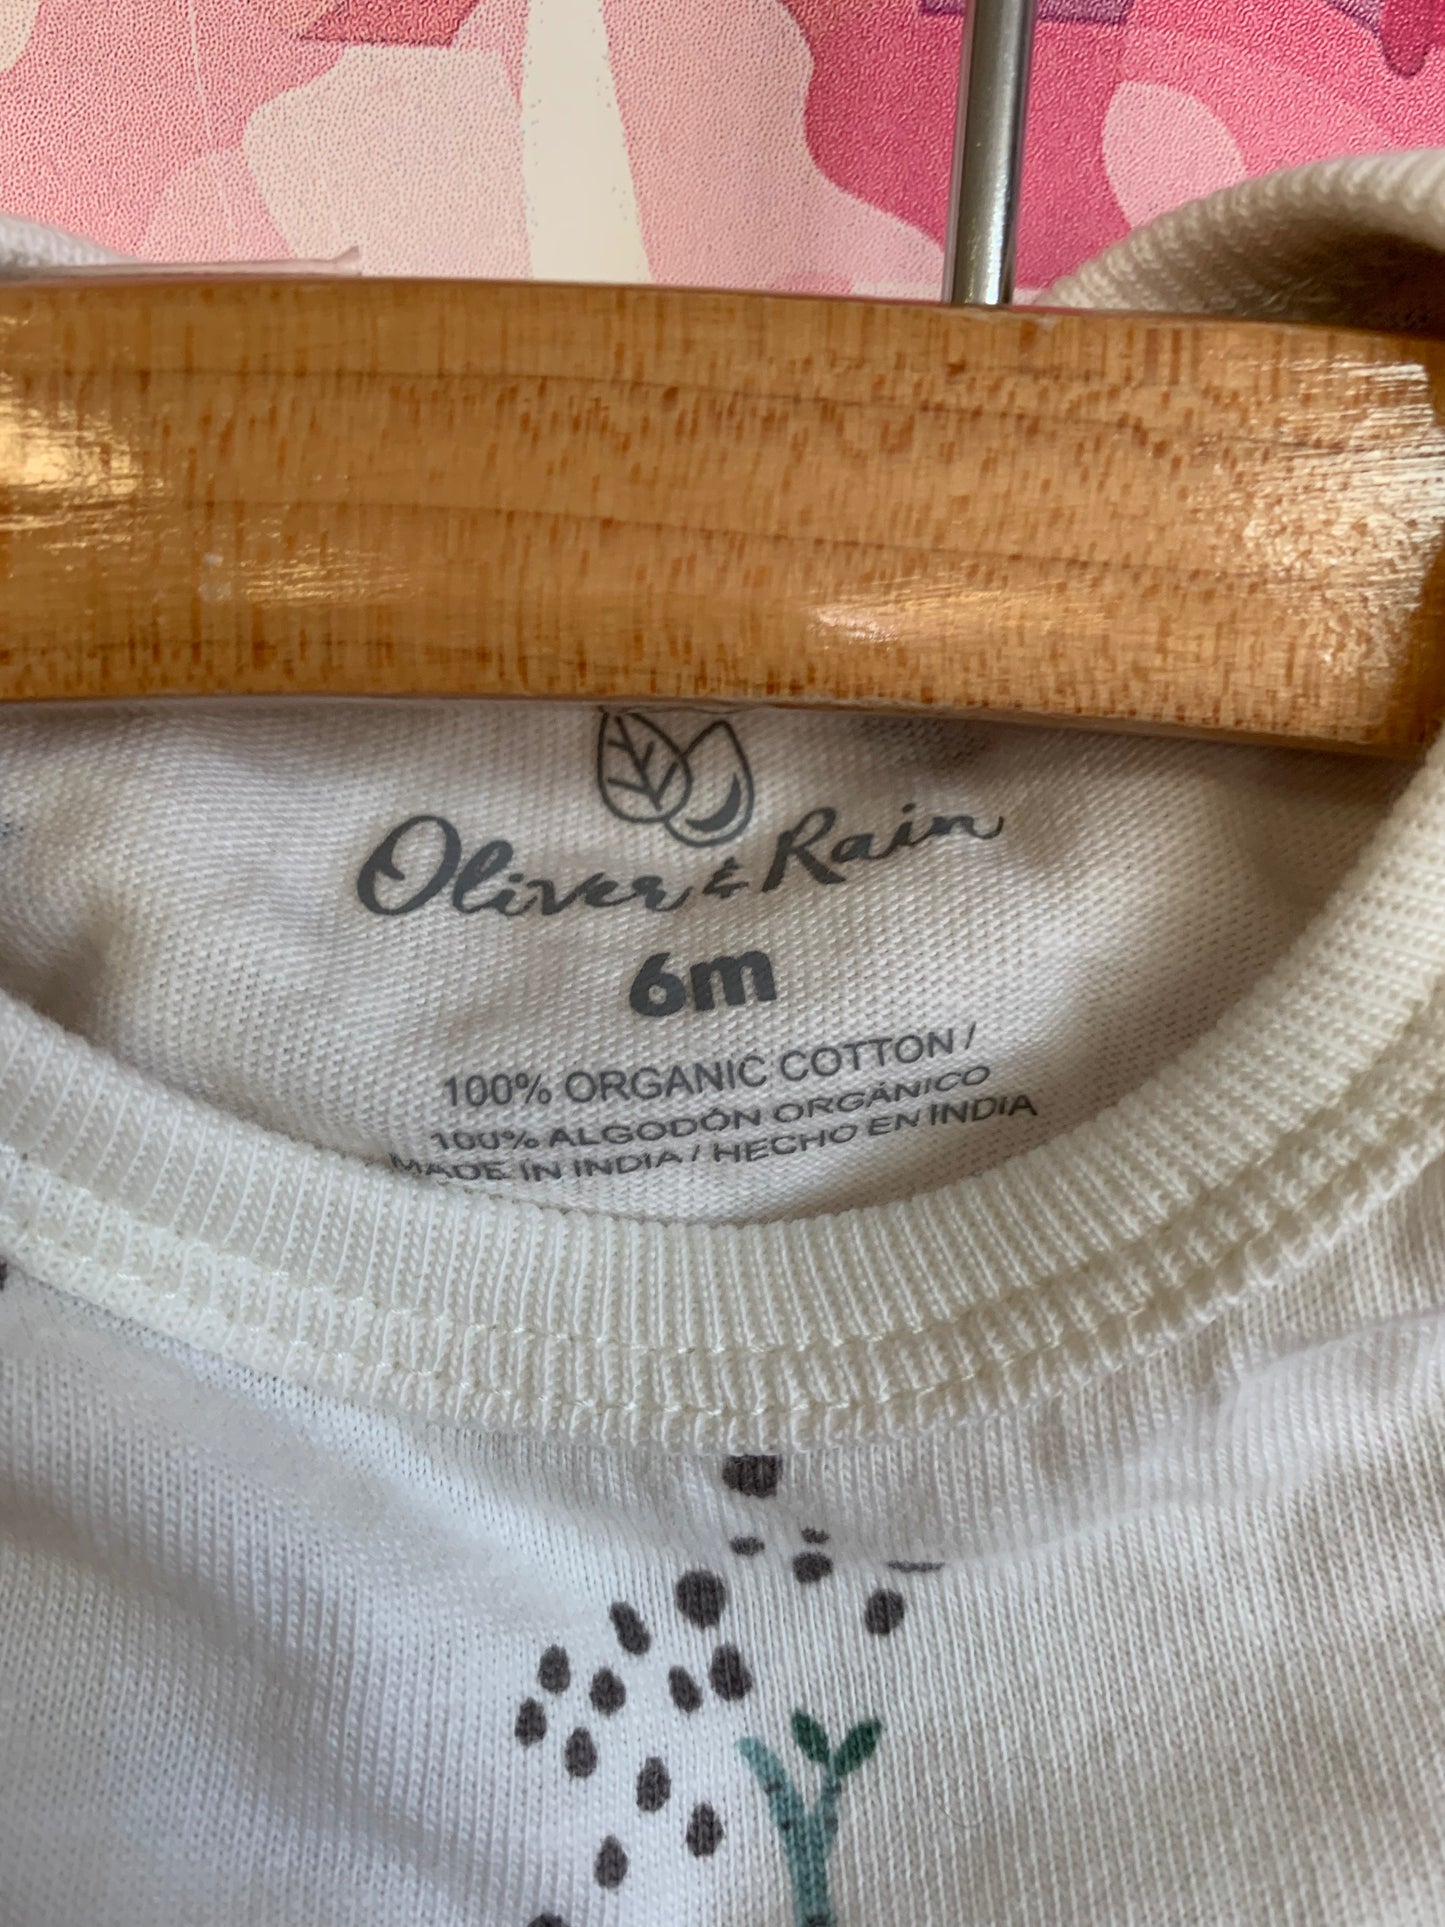 Oliver & Rain
6m
100% ORGANIC COTTON /
100% ALGODÓN ORGÁNICO
MADE IN INDIA / HECHO EN INDIA